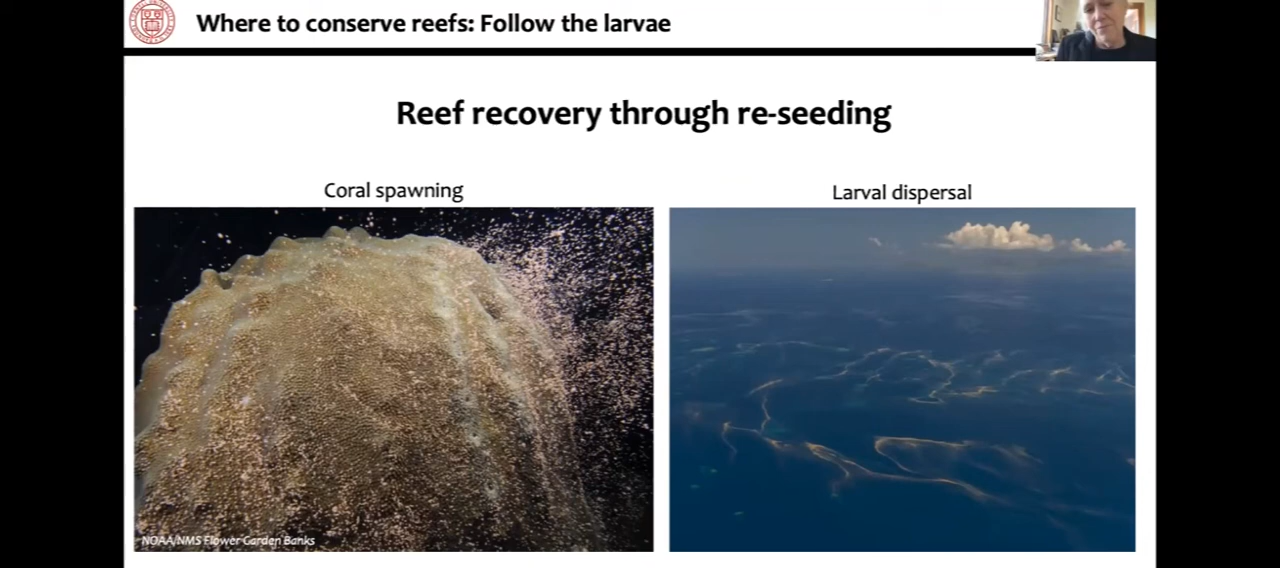 Where to conserve reefs: Follow the larvae
Reef recovery through re-seeding
Coral spawning
Larval dispersal
NOAA/NMS Flower Garden Banks